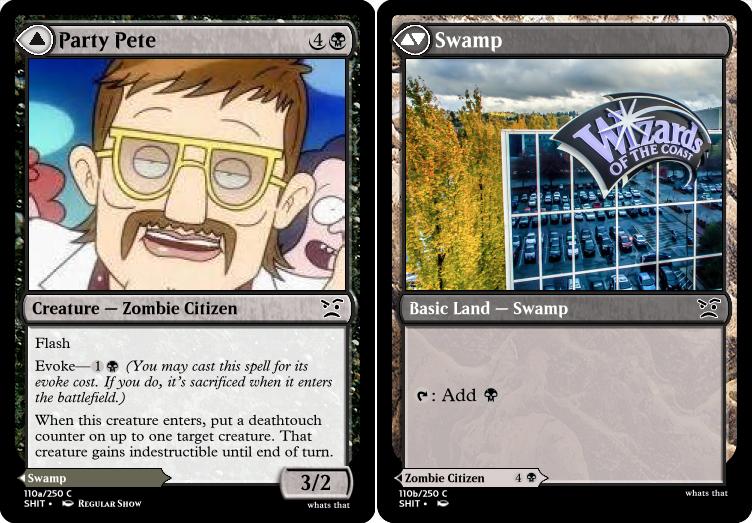 Party Pete 4
Creature — Zombie Citizen
Flash
Evoke—1 (You may cast this spell for its
evoke cost. If you do, it's sacrificed when it enters
the battlefield.)
When this creature enters, put a deathtouch
counter on up to one target creature. That
creature gains indestructible until end of turn.
Swamp
3/2
110a/250 C
SHIT • REGULAR SHOW
whats that
Swamp
Wizards
OF THE COAST
Basic Land — Swamp
: Add
Zombie Citizen 4
110b/250 C
SHIT •
whats that